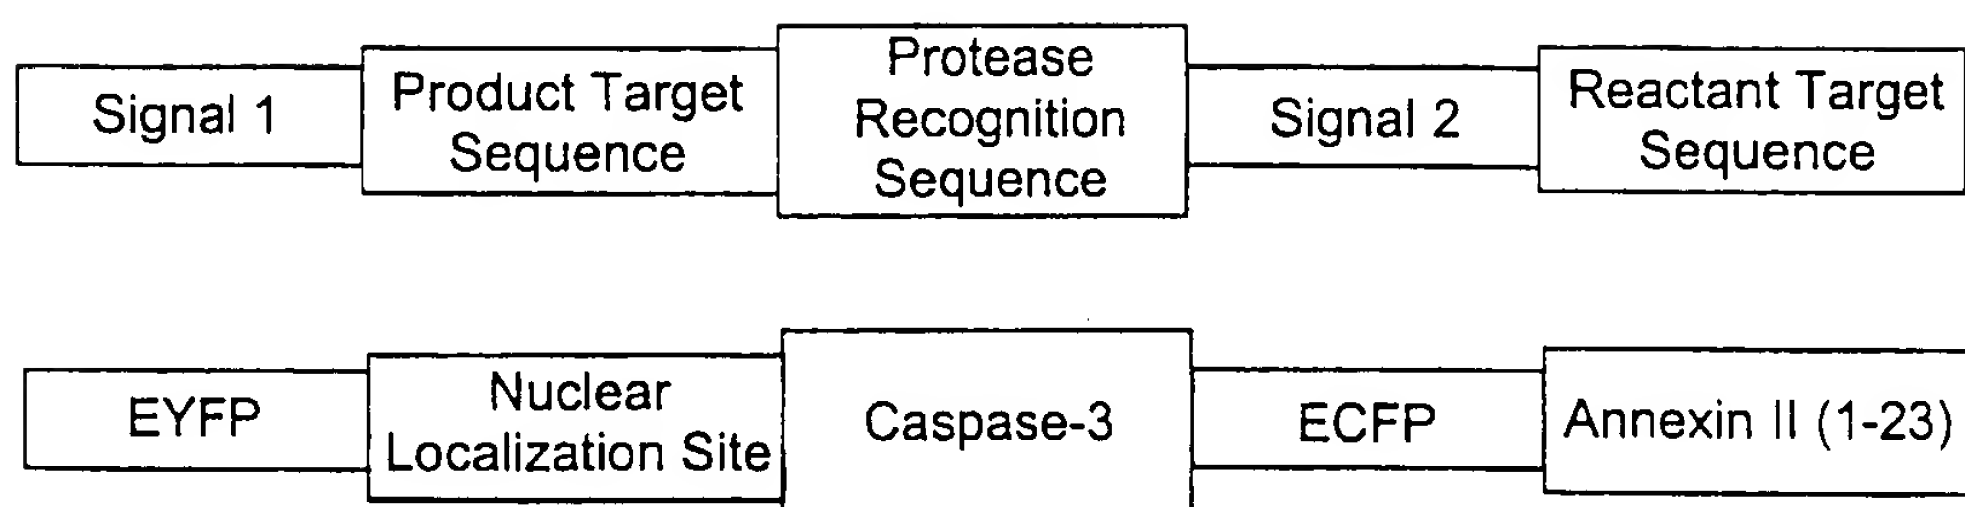 Signal 1
Product Target
Sequence
Protease
Recognition
Sequence
Signal 2
Reactant Target
Sequence
EYFP
Nuclear
Localization Site
Caspase-3
ECFP
Annexin II (1-23)